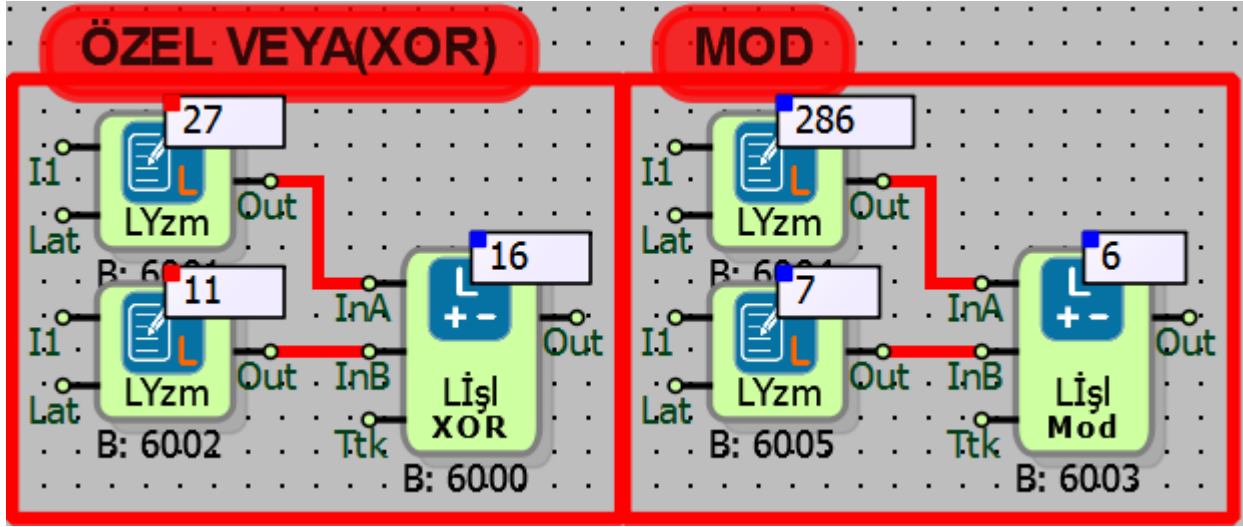 ÖZEL VEYA(XOR)
27
I1
L
Out
Lat
LYzm
11
I1
L
Out
Lat
LYzm
B: 6002
16
L
+ -
InA
InB
Out
Ttk
LİşI
XOR
B: 6000
MOD
286
I1
L
Out
Lat
LYzm
7
I1
L
Out
Lat
LYzm
B: 6005
6
L
+ -
InA
InB
Out
Ttk
LİşI
Mod
B: 6003